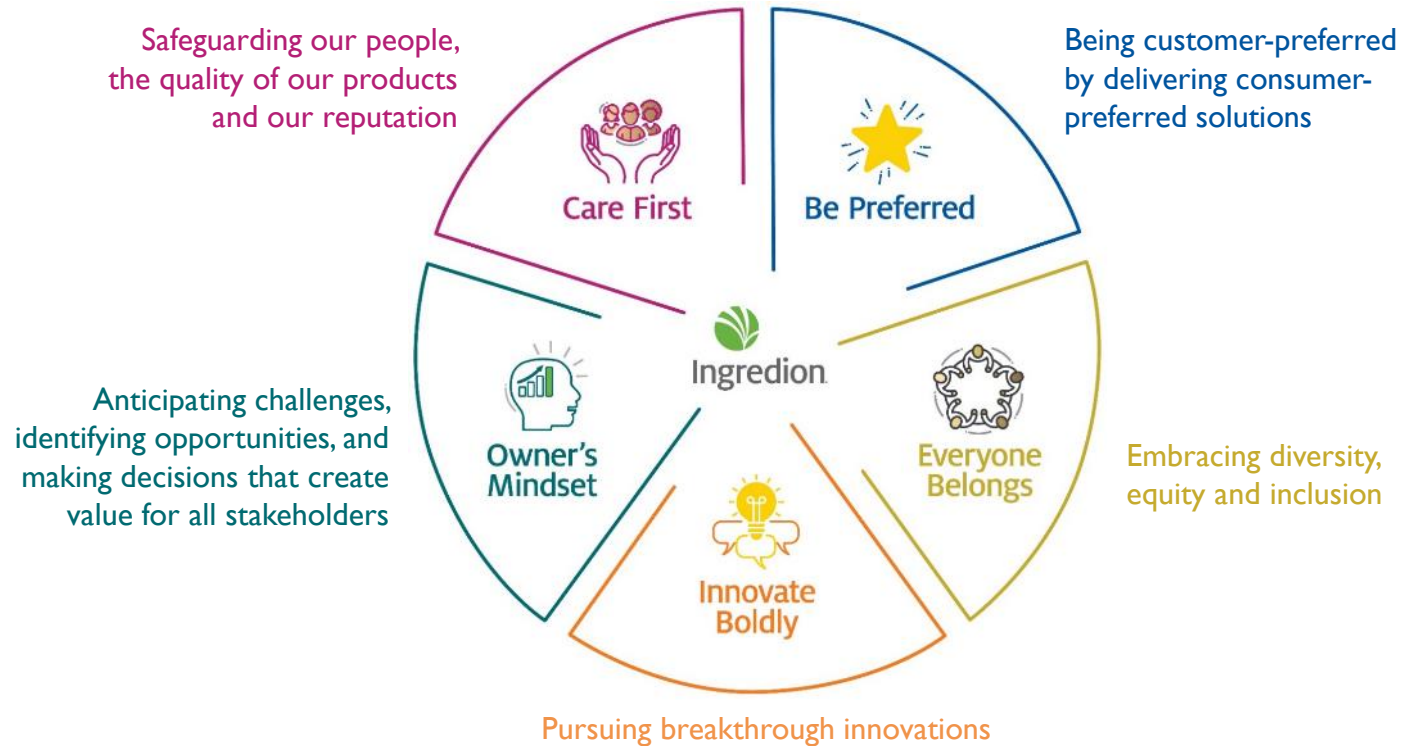 Safeguarding our people,
the quality of our products
and our reputation
Care First
Being customer-preferred
by delivering consumer-
preferred solutions
Be Preferred
Ingredion
Anticipating challenges,
identifying opportunities, and
making decisions that create
value for all stakeholders
Owner's
Mindset
Everyone
Belongs
Embracing diversity,
equity and inclusion
Innovate
Boldly
Pursuing breakthrough innovations